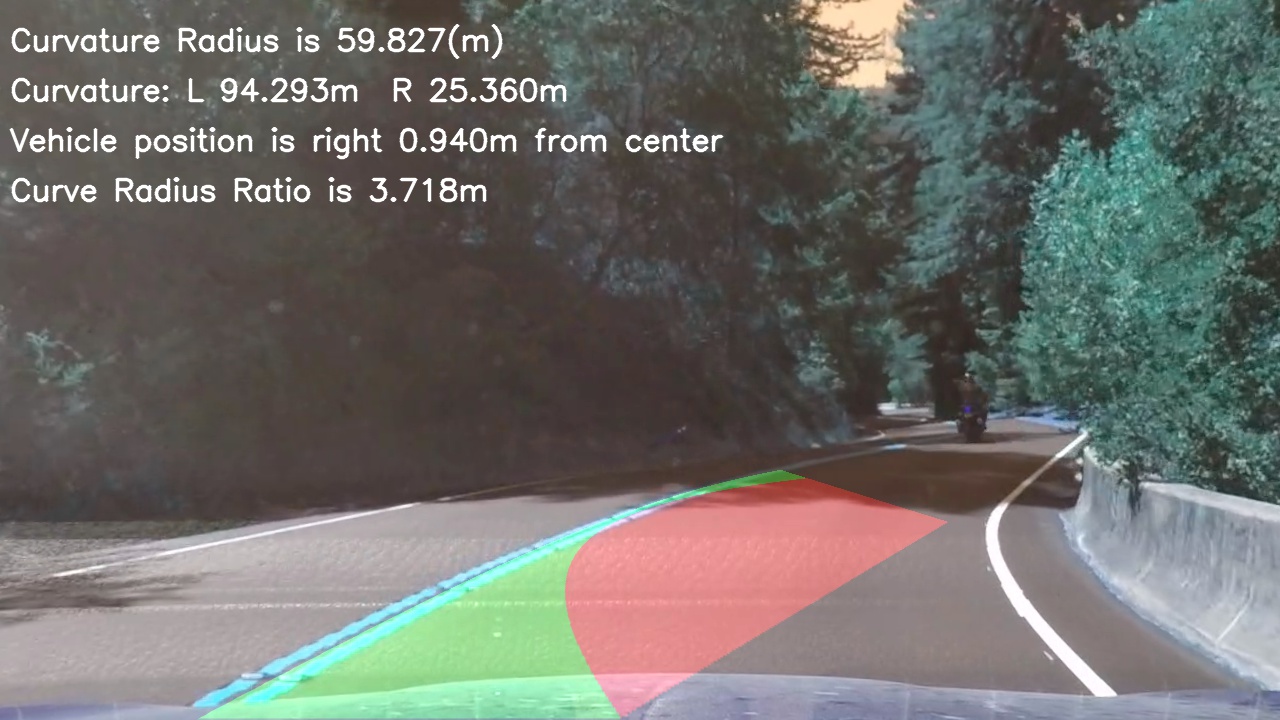 Curvature Radius is 59.827(m)
Curvature: L 94.293m R 25.360m
Vehicle position is right 0.940m from center
Curve Radius Ratio is 3.718m